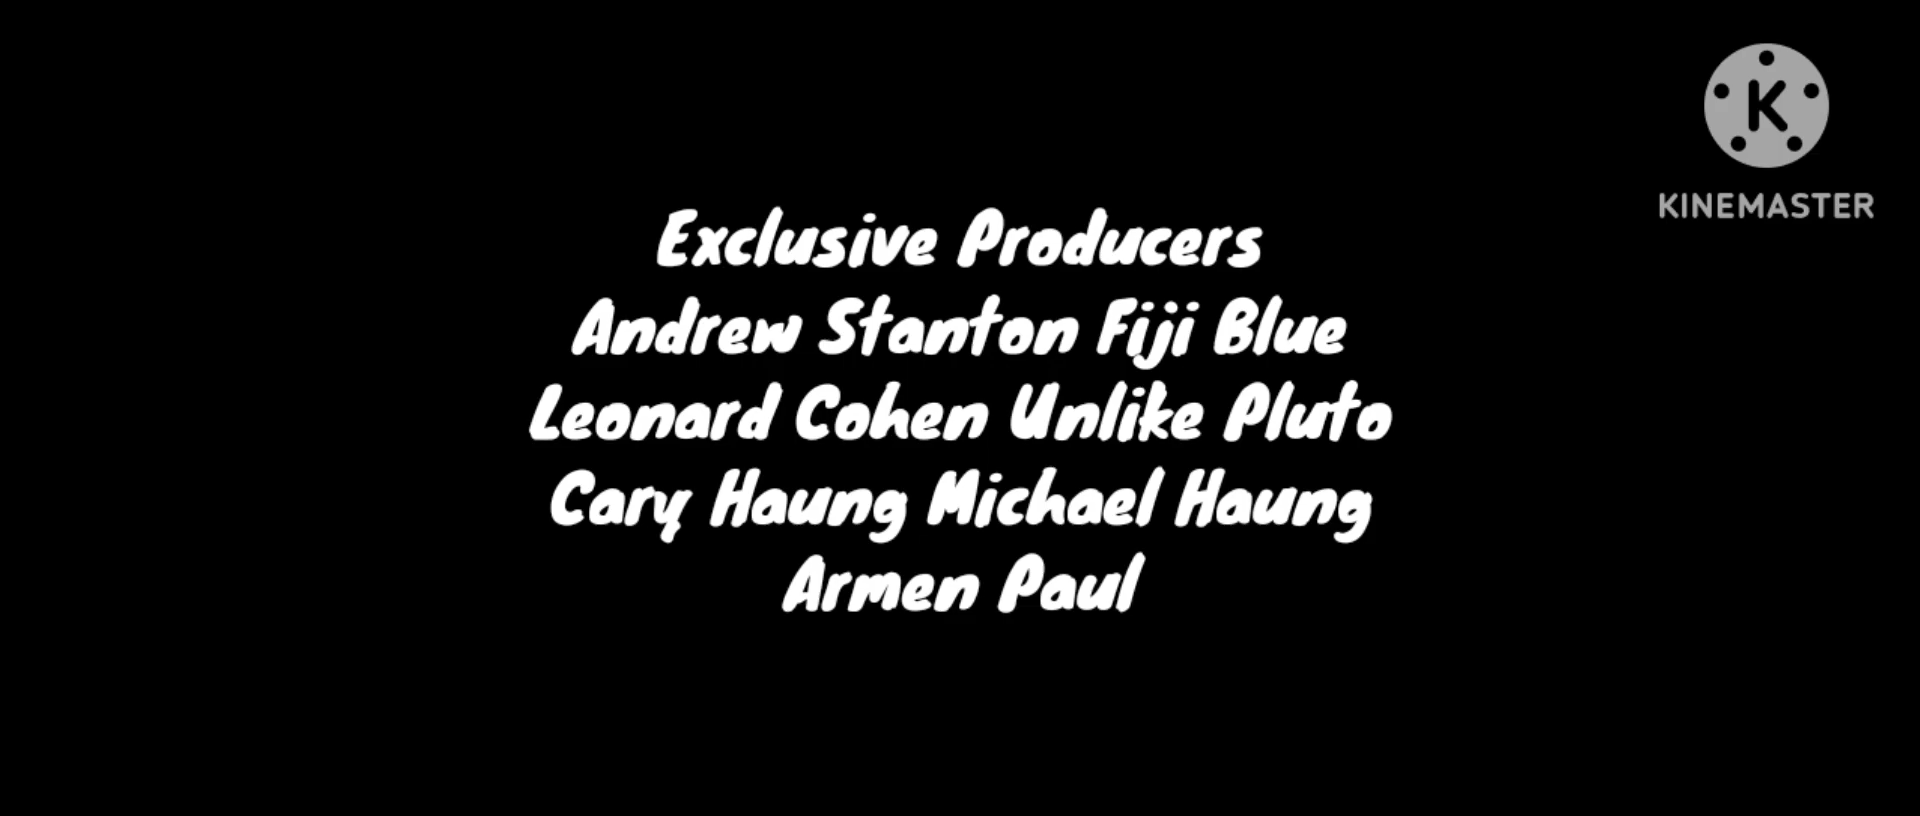 K
KINEMASTER
Exclusive Producers
Andrew Stanton Fiji Blue
Leonard Cohen Unlike Pluto
Cary Haung Michael Haung
Armen Paul